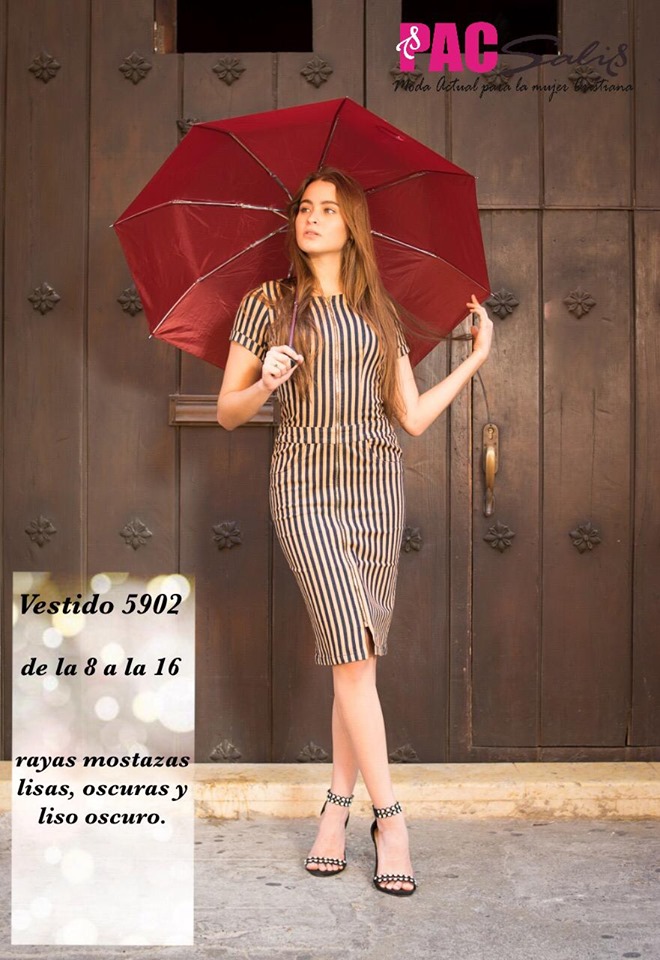 PAC Salis
Moda Actual para la mujer Cristiana
Vestido 5902
de la 8 a la 16
rayas mostazas
lisas, oscuras y
liso oscuro.